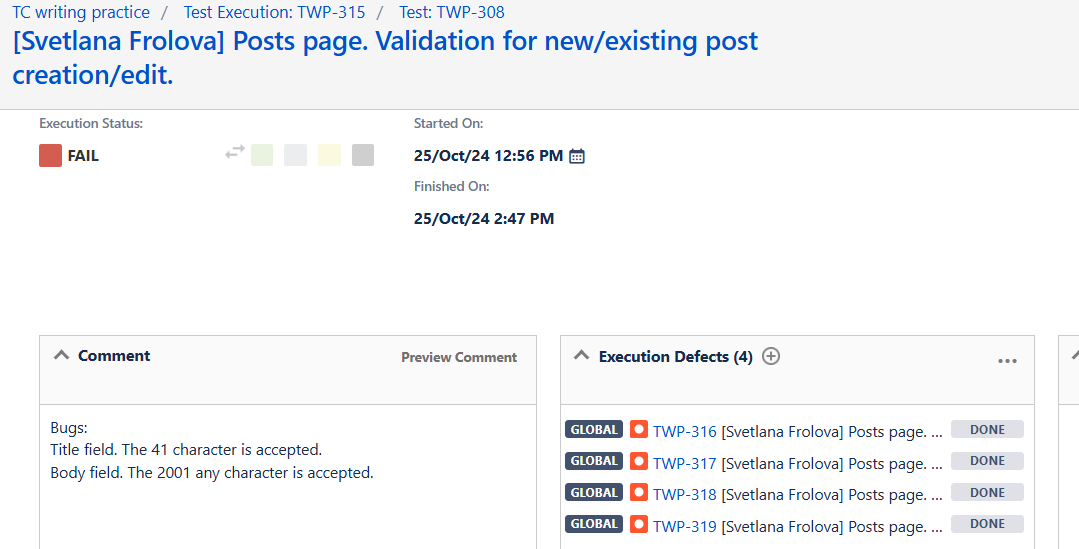 TC writing practice / Test Execution: TWP-315 / Test: TWP-308
[Svetlana Frolova] Posts page. Validation for new/existing post
creation/edit.
Execution Status:
FAIL
Started On:
25/Oct/24 12:56 PM
Finished On:
25/Oct/24 2:47 PM
Comment
Preview Comment
Bugs:
Title field. The 41 character is accepted.
Body field. The 2001 any character is accepted.
Execution Defects (4)
GLOBAL TWP-316 [Svetlana Frolova] Posts page. ... DONE
GLOBAL TWP-317 [Svetlana Frolova] Posts page. ... DONE
GLOBAL TWP-318 [Svetlana Frolova] Posts page. ... DONE
GLOBAL TWP-319 [Svetlana Frolova] Posts page. ... DONE